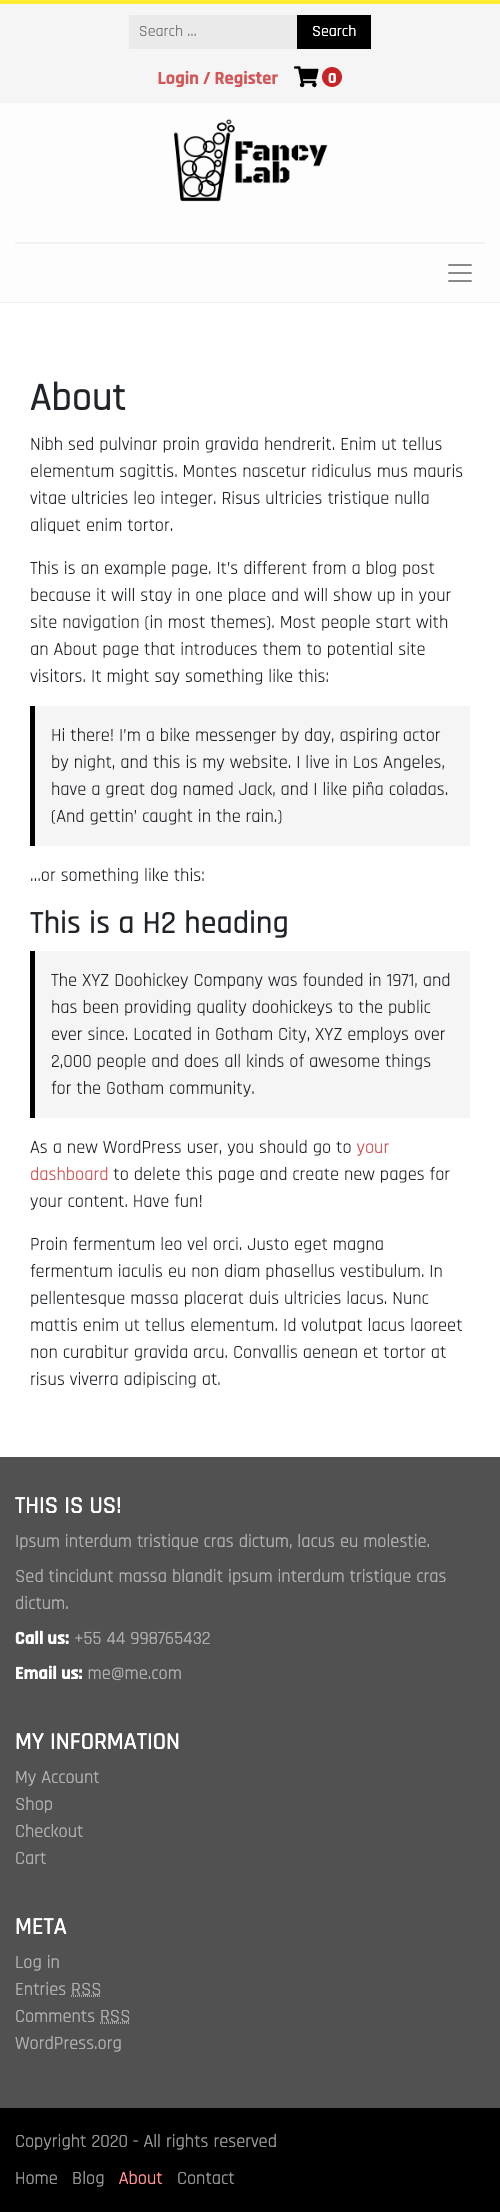 Search ...
Search
Login / Register
0
Fancy
Lab
About
Nibh sed pulvinar proin gravida hendrerit. Enim ut tellus
elementum sagittis. Montes nascetur ridiculus mus mauris
vitae ultricies leo integer. Risus ultricies tristique nulla
aliquet enim tortor.
This is an example page. It's different from a blog post
because it will stay in one place and will show up in your
site navigation (in most themes). Most people start with
an About page that introduces them to potential site
visitors. It might say something like this:
Hi there! I'm a bike messenger by day, aspiring actor
by night, and this is my website. I live in Los Angeles,
have a great dog named Jack, and I like piña coladas.
(And gettin' caught in the rain.)
...or something like this:
This is a H2 heading
The XYZ Doohickey Company was founded in 1971, and
has been providing quality doohickeys to the public
ever since. Located in Gotham City, XYZ employs over
2,000 people and does all kinds of awesome things
for the Gotham community.
As a new WordPress user, you should go to your
dashboard to delete this page and create new pages for
your content. Have fun!
Proin fermentum leo vel orci. Justo eget magna
fermentum iaculis eu non diam phasellus vestibulum. In
pellentesque massa placerat duis ultricies lacus. Nunc
mattis enim ut tellus elementum. Id volutpat lacus laoreet
non curabitur gravida arcu. Convallis aenean et tortor at
risus viverra adipiscing at.
THIS IS US!
Ipsum interdum tristique cras dictum, lacus eu molestie.
Sed tincidunt massa blandit ipsum interdum tristique cras
dictum.
Call us: +55 44 998765432
Email us: me@me.com
MY INFORMATION
My Account
Shop
Checkout
Cart
META
Log in
Entries RSS
Comments RSS
WordPress.org
Copyright 2020 - All rights reserved
Home Blog About Contact